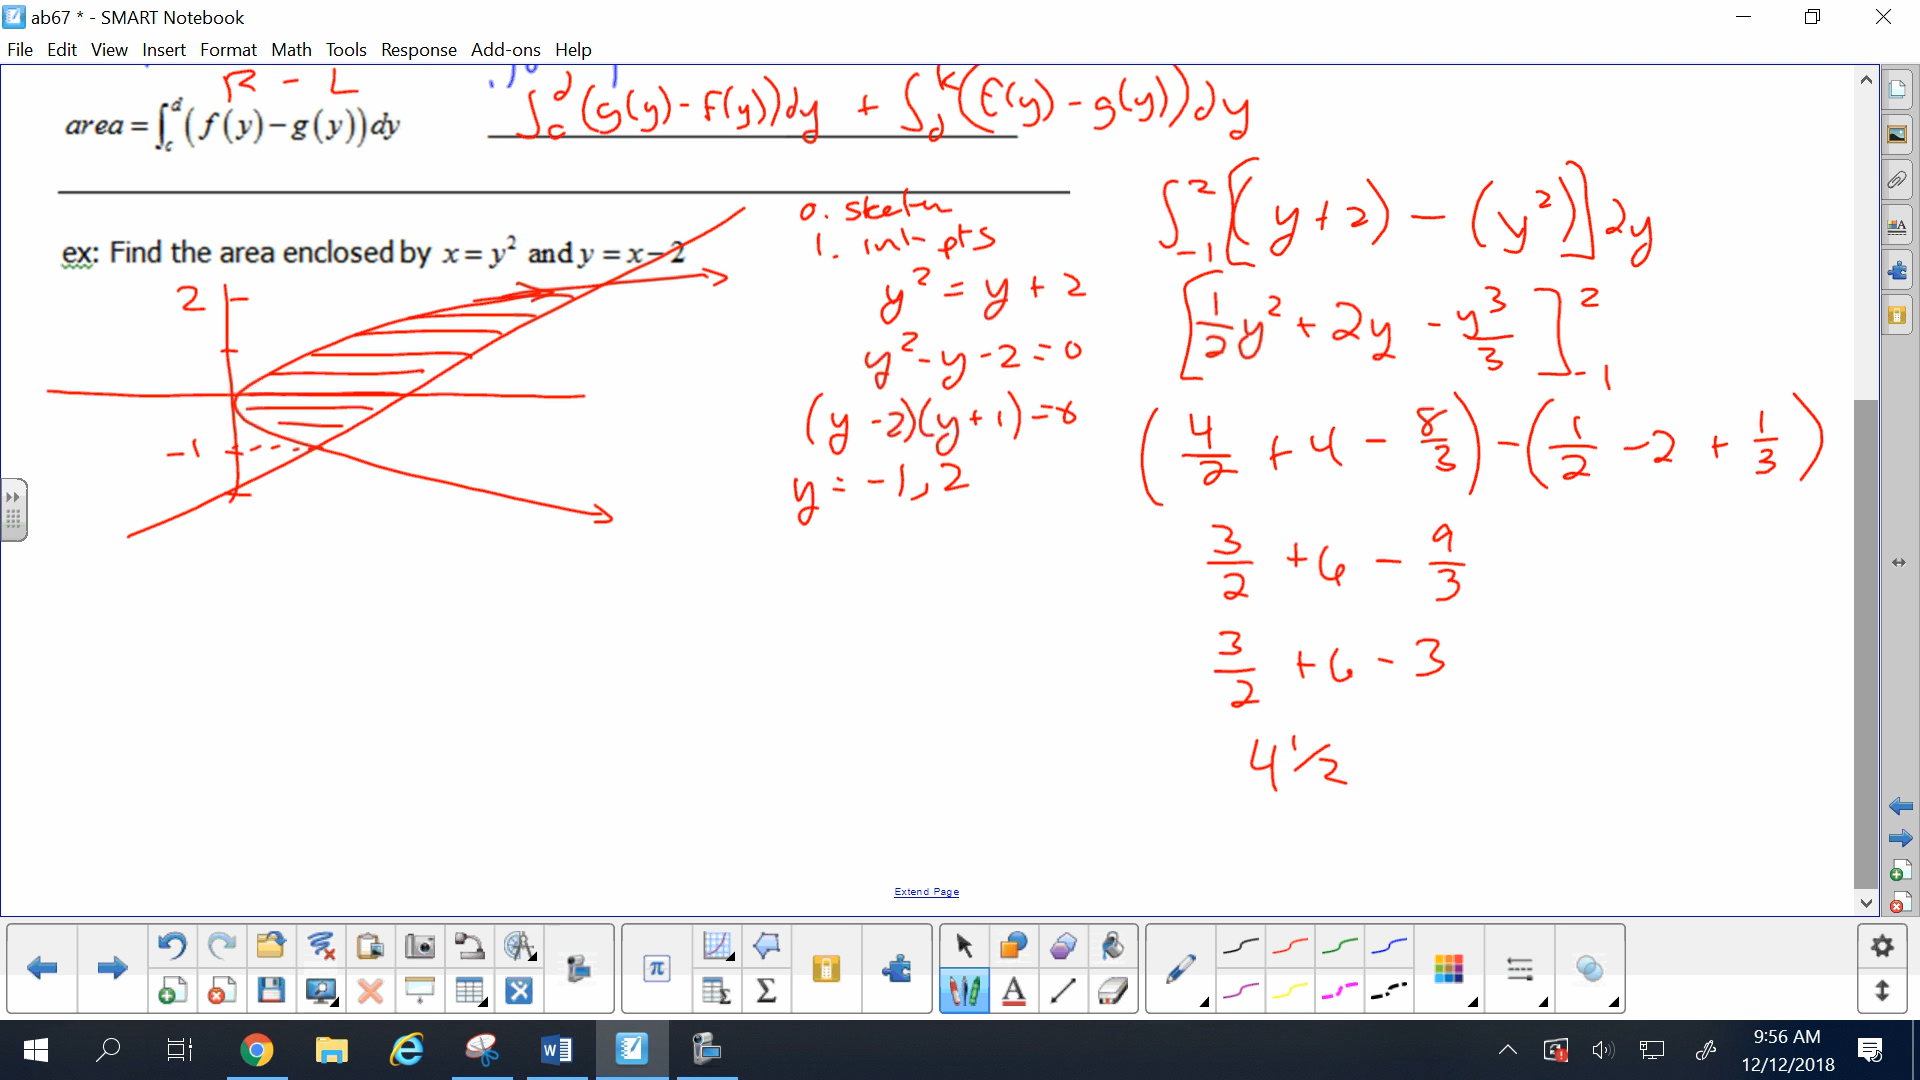 ab67 * - SMART Notebook
File Edit View Insert Format Math Tools Response Add-ons Help
R - L
area = ∫_c^d (f(y) − g(y))dy
∫_c^d (g(y) - f(y))dy + ∫_d^k (f(y) - g(y))dy
ex: Find the area enclosed by x = y² and y = x − 2
2
-1
0. sketch
1. int pts
y² = y + 2
y² - y - 2 = 0
(y - 2)(y + 1) = 0
y = -1, 2
∫_-1^2 [(y + 2) - (y²)] dy
[1/2 y² + 2y - y³/3]_-1^2
(4/2 + 4 - 8/3) - (1/2 - 2 + 1/3)
3/2 + 6 - 9/3
3/2 + 6 - 3
4 1/2
Extend Page
9:56 AM
12/12/2018